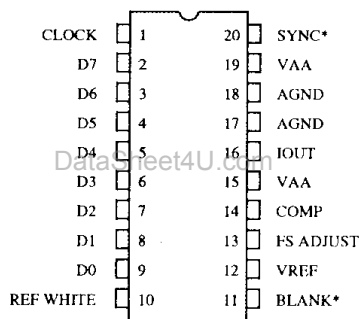 CLOCK 1 20 SYNC*
D7 2 19 VAA
D6 3 18 AGND
D5 4 17 AGND
D4 5 16 IOUT
DataSheet4U.com
D3 6 15 VAA
D2 7 14 COMP
D1 8 13 FS ADJUST
D0 9 12 VREF
REF WHITE 10 11 BLANK*